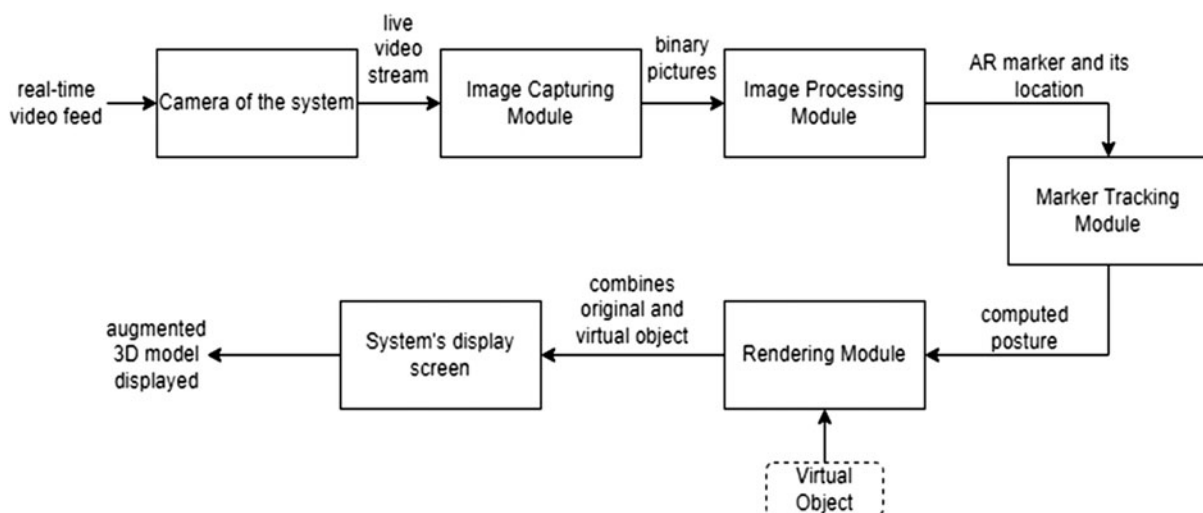 real-time
video feed
Camera of the system
live
video
stream
Image Capturing
Module
binary
pictures
Image Processing
Module
AR marker and its
location
Marker Tracking
Module
computed
posture
Rendering Module
Virtual
Object
combines
original and
virtual object
System's display
screen
augmented
3D model
displayed